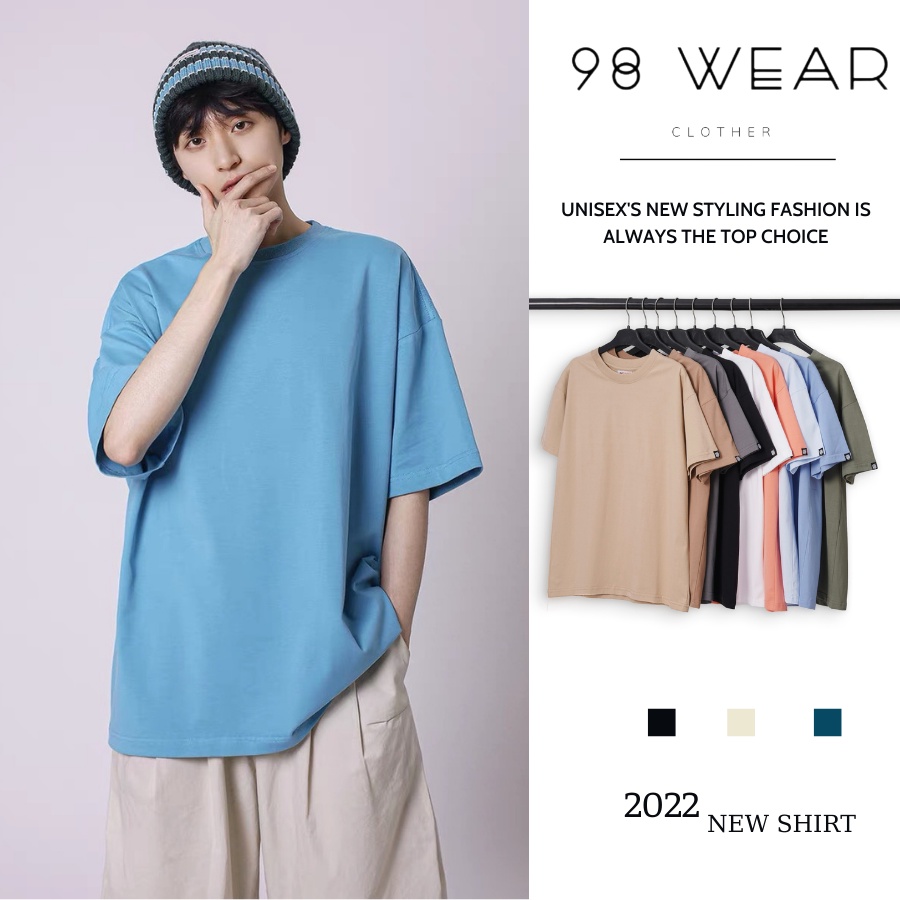 98 WEAR
CLOTHER
UNISEX'S NEW STYLING FASHION IS
ALWAYS THE TOP CHOICE
2022
NEW SHIRT